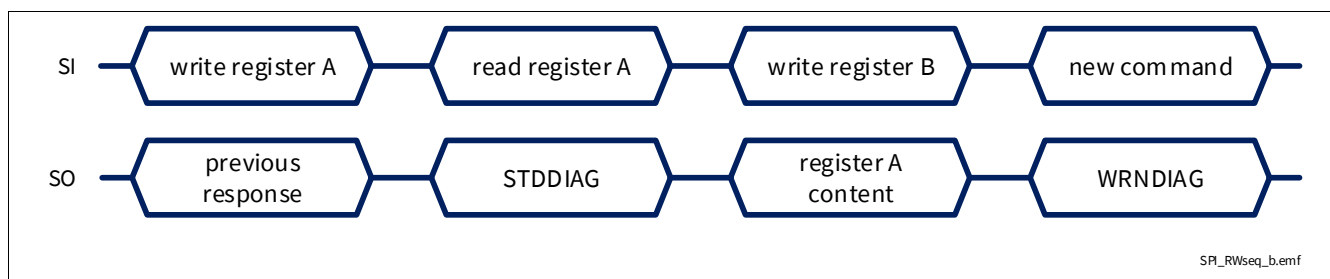 SI
write register A
read register A
write register B
new command
SO
previous
response
STDDIAG
register A
content
WRNDIAG
SPI_RWseq_b.emf